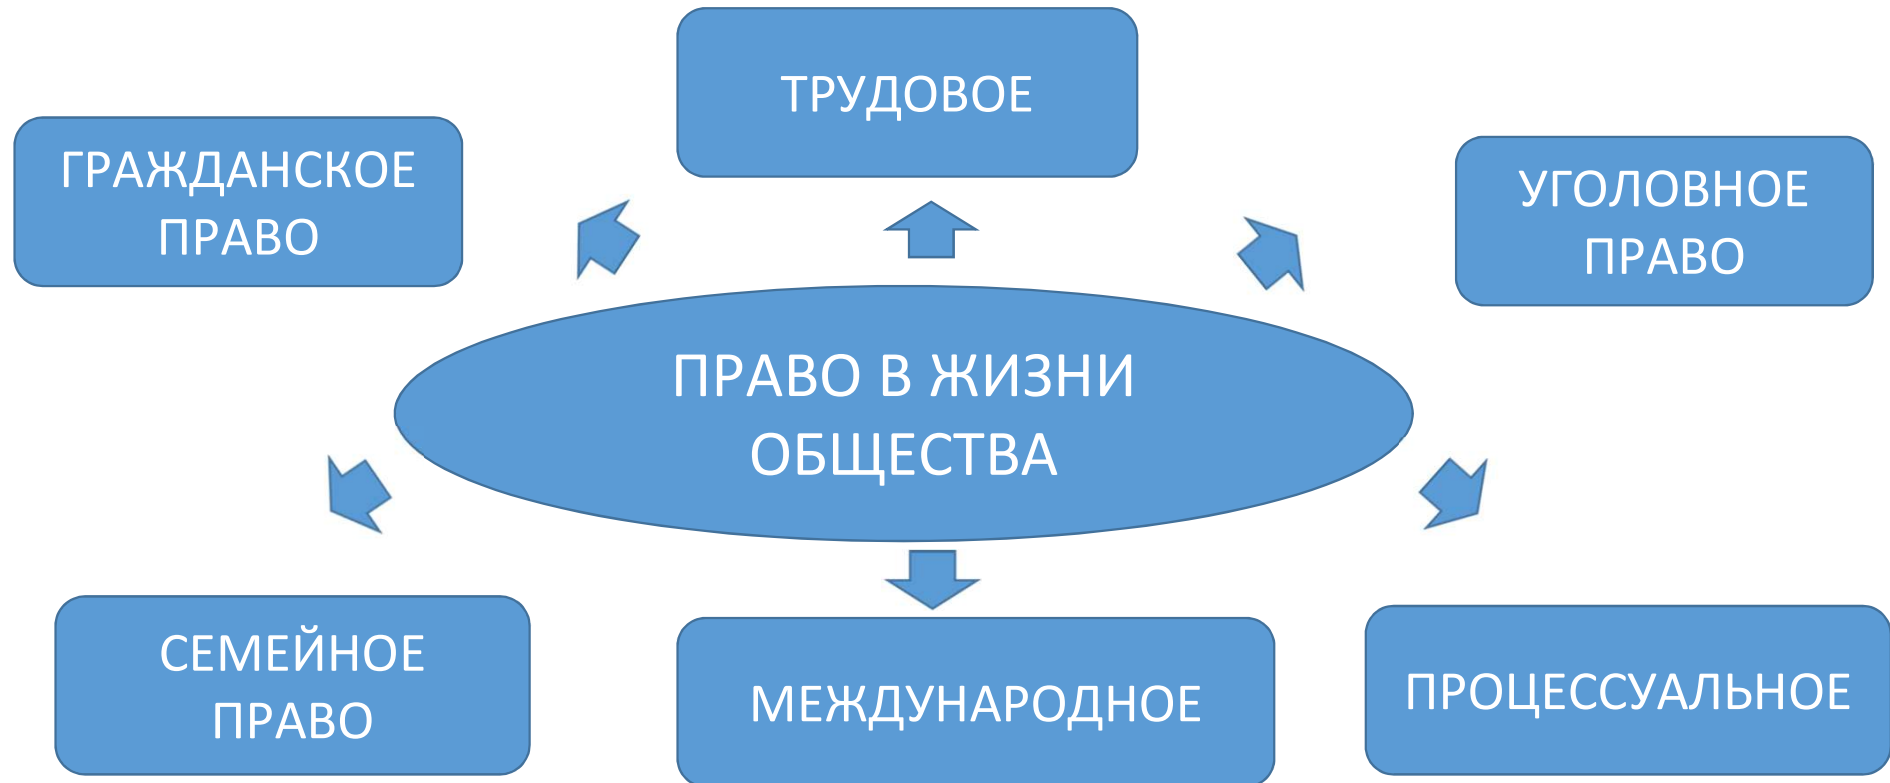 ТРУДОВОЕ
ГРАЖДАНСКОЕ
ПРАВО
УГОЛОВНОЕ
ПРАВО
ПРАВО В ЖИЗНИ
ОБЩЕСТВА
СЕМЕЙНОЕ
ПРАВО
МЕЖДУНАРОДНОЕ
ПРОЦЕССУАЛЬНОЕ